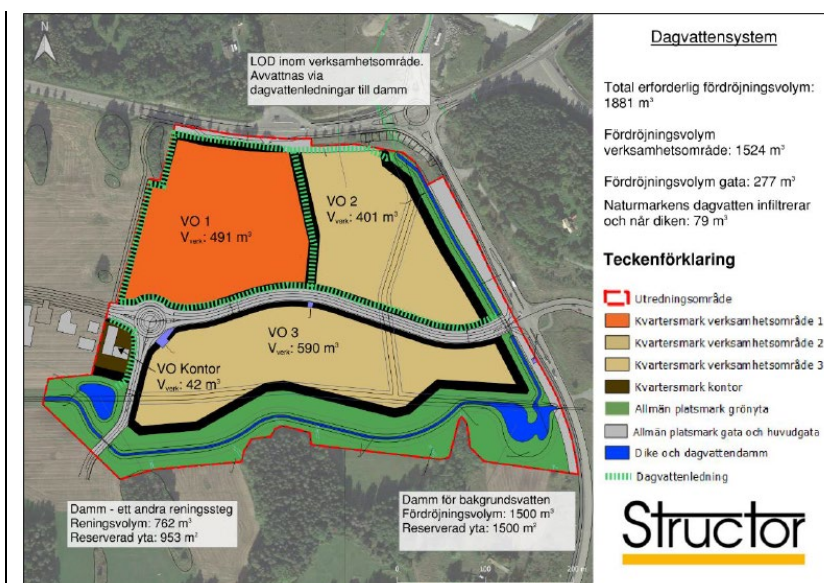 LOD inom verksamhetsområde.
Avvattnas via
dagvattenledningar till damm
N
VO 1
Vverk: 491 m³
VO 2
Vverk: 401 m³
VO 3
Vverk: 590 m³
VO Kontor
Vverk: 42 m³
Damm - ett andra reningssteg
Reningsvolym: 762 m³
Reserverad yta: 953 m²
Damm för bakgrundsvatten
Fördröjningsvolym: 1500 m³
Reserverad yta: 1500 m²
0
100
200 m
Dagvattensystem
Total erforderlig fördröjningsvolym:
1881 m³
Fördröjningsvolym
verksamhetsområde: 1524 m³
Fördröjningsvolym gata: 277 m³
Naturmarkens dagvatten infiltrerar
och når diken: 79 m³
Teckenförklaring
Utredningsområde
Kvartersmark verksamhetsområde 1
Kvartersmark verksamhetsområde 2
Kvartersmark verksamhetsområde 3
Kvartersmark kontor
Allmän platsmark grönyta
Allmän platsmark gata och huvudgata
Dike och dagvattendamm
Dagvattenledning
Structor